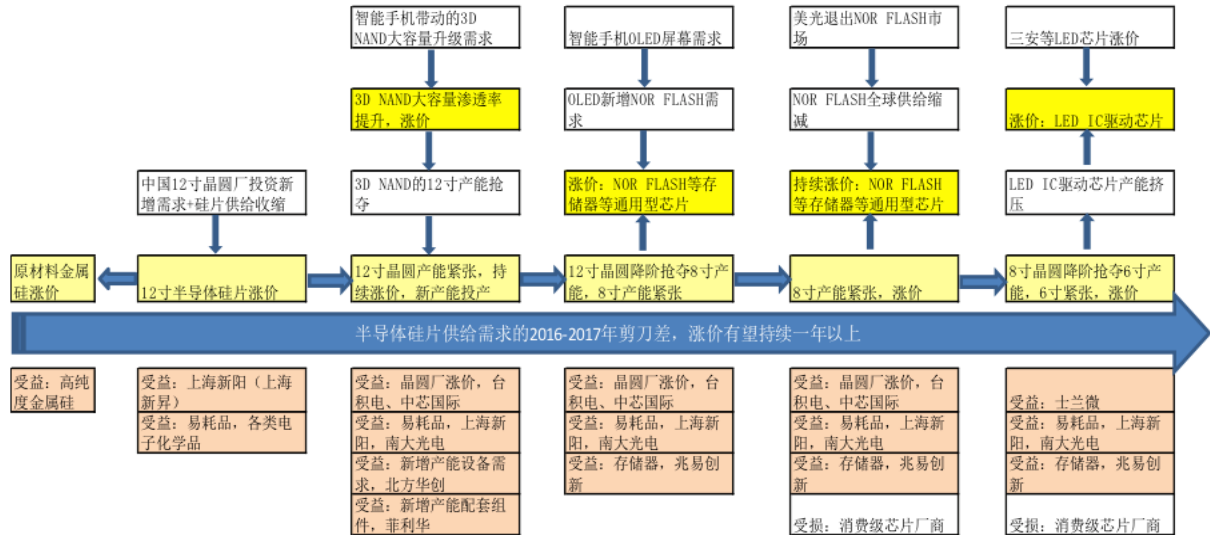 智能手机带动的3D
NAND大容量升级需求
智能手机OLED屏幕需求
美光退出NOR FLASH市
场
三安等LED芯片涨价
3D NAND大容量渗透率
提升，涨价
OLED新增NOR FLASH需
求
NOR FLASH全球供给缩
减
涨价：LED IC驱动芯片
中国12寸晶圆厂投资新
增需求+硅片供给收缩
3D NAND的12寸产能抢
夺
涨价：NOR FLASH等存
储器等通用型芯片
持续涨价：NOR FLASH
等存储器等通用型芯片
LED IC驱动芯片产能挤
压
原材料金属
硅涨价
12寸半导体硅片涨价
12寸晶圆产能紧张，持
续涨价，新产能投产
12寸晶圆降阶抢夺8寸产
能，8寸产能紧张
8寸产能紧张，涨价
8寸晶圆降阶抢夺6寸产
能，6寸紧张，涨价
半导体硅片供给需求的2016-2017年剪刀差，涨价有望持续一年以上
受益：高纯
度金属硅
受益：上海新阳（上海
新昇）
受益：易耗品，各类电
子化学品
受益：晶圆厂涨价，台
积电、中芯国际
受益：易耗品，上海新
阳，南大光电
受益：新增产能设备需
求，北方华创
受益：新增产能配套组
件，菲利华
受益：晶圆厂涨价，台
积电、中芯国际
受益：易耗品，上海新
阳，南大光电
受益：存储器，兆易创
新
受益：晶圆厂涨价，台
积电、中芯国际
受益：易耗品，上海新
阳，南大光电
受益：存储器，兆易创
新
受损：消费级芯片厂商
受益：士兰微
受益：易耗品，上海新
阳，南大光电
受益：存储器，兆易创
新
受损：消费级芯片厂商